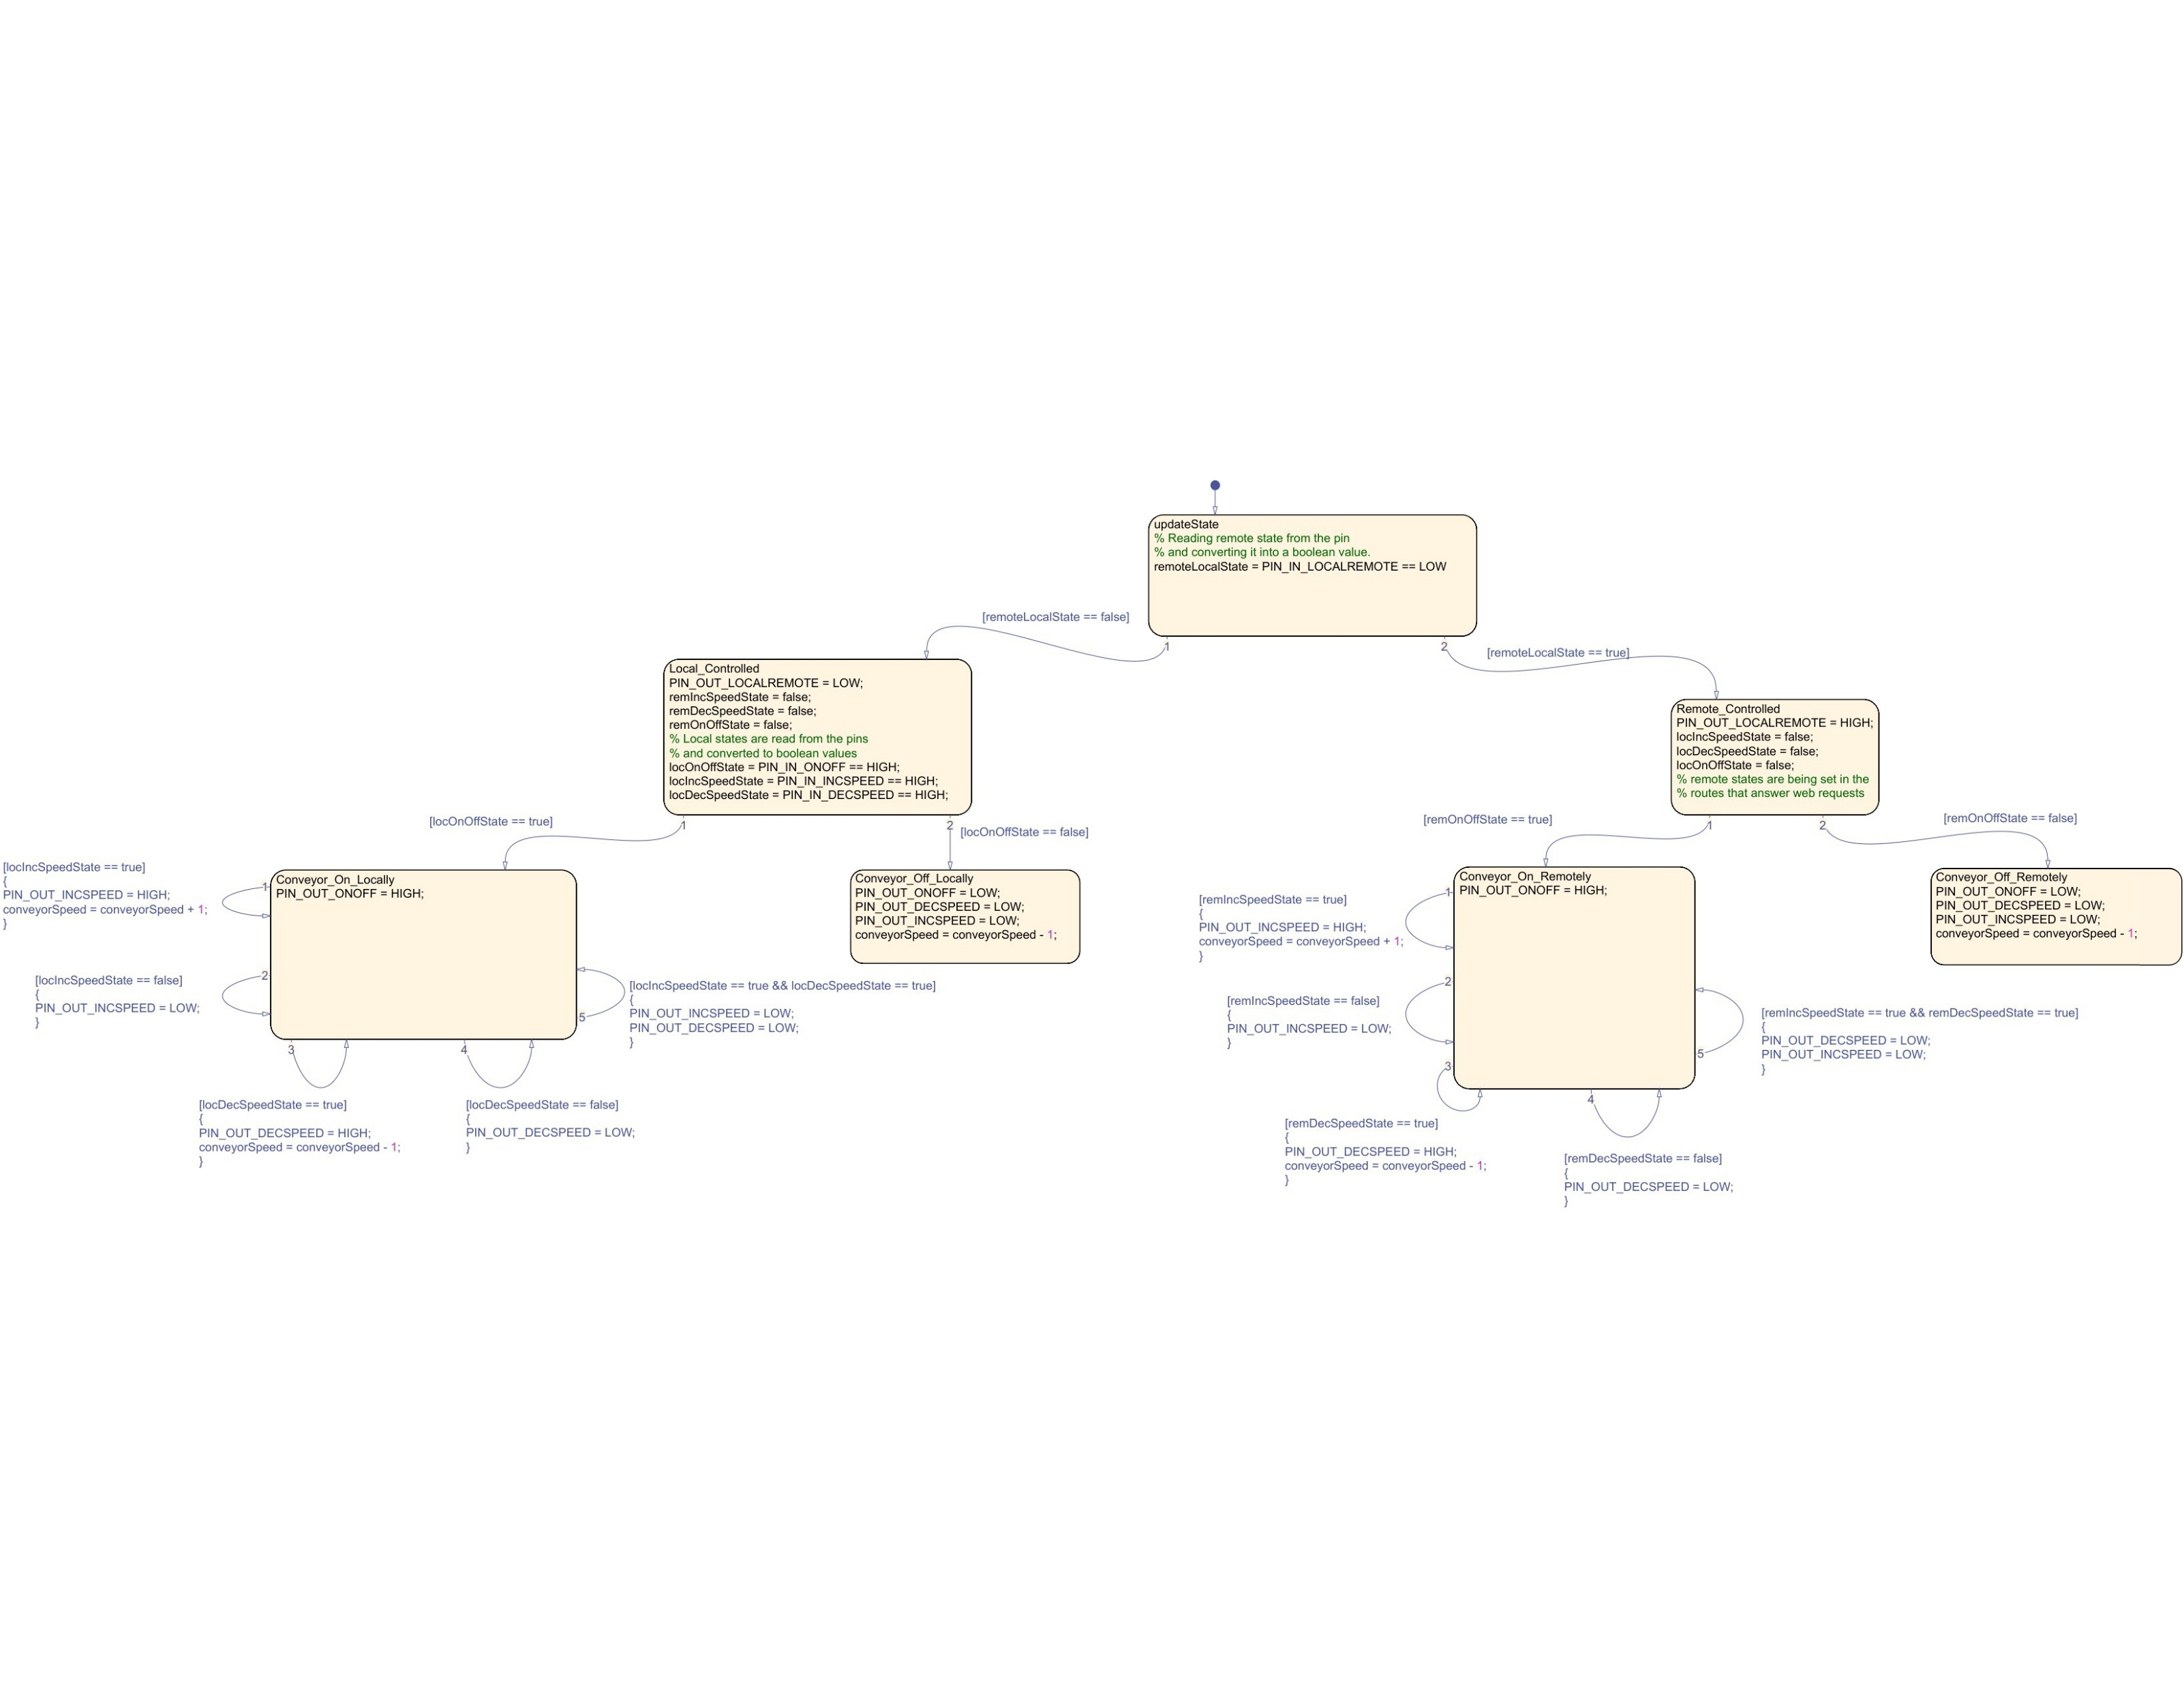 updateState
% Reading remote state from the pin
% and converting it into a boolean value.
remoteLocalState = PIN_IN_LOCALREMOTE == LOW
[remoteLocalState == false]
1
2
[remoteLocalState == true]
Local_Controlled
PIN_OUT_LOCALREMOTE = LOW;
remIncSpeedState = false;
remDecSpeedState = false;
remOnOffState = false;
% Local states are read from the pins
% and converted to boolean values
locOnOffState = PIN_IN_ONOFF == HIGH;
locIncSpeedState = PIN_IN_INCSPEED == HIGH;
locDecSpeedState = PIN_IN_DECSPEED == HIGH;
Remote_Controlled
PIN_OUT_LOCALREMOTE = HIGH;
locIncSpeedState = false;
locDecSpeedState = false;
locOnOffState = false;
% remote states are being set in the
% routes that answer web requests
[locOnOffState == true]
1
2
[locOnOffState == false]
[remOnOffState == true]
1
2
[remOnOffState == false]
[locIncSpeedState == true]
{
PIN_OUT_INCSPEED = HIGH;
conveyorSpeed = conveyorSpeed + 1;
}
1
Conveyor_On_Locally
PIN_OUT_ONOFF = HIGH;
[locIncSpeedState == false]
{
PIN_OUT_INCSPEED = LOW;
}
2
3
4
5
[locIncSpeedState == true && locDecSpeedState == true]
{
PIN_OUT_INCSPEED = LOW;
PIN_OUT_DECSPEED = LOW;
}
[locDecSpeedState == true]
{
PIN_OUT_DECSPEED = HIGH;
conveyorSpeed = conveyorSpeed - 1;
}
[locDecSpeedState == false]
{
PIN_OUT_DECSPEED = LOW;
}
Conveyor_Off_Locally
PIN_OUT_ONOFF = LOW;
PIN_OUT_DECSPEED = LOW;
PIN_OUT_INCSPEED = LOW;
conveyorSpeed = conveyorSpeed - 1;
[remIncSpeedState == true]
{
PIN_OUT_INCSPEED = HIGH;
conveyorSpeed = conveyorSpeed + 1;
}
1
Conveyor_On_Remotely
PIN_OUT_ONOFF = HIGH;
[remIncSpeedState == false]
{
PIN_OUT_INCSPEED = LOW;
}
2
3
4
5
[remIncSpeedState == true && remDecSpeedState == true]
{
PIN_OUT_DECSPEED = LOW;
PIN_OUT_INCSPEED = LOW;
}
[remDecSpeedState == true]
{
PIN_OUT_DECSPEED = HIGH;
conveyorSpeed = conveyorSpeed - 1;
}
[remDecSpeedState == false]
{
PIN_OUT_DECSPEED = LOW;
}
Conveyor_Off_Remotely
PIN_OUT_ONOFF = LOW;
PIN_OUT_DECSPEED = LOW;
PIN_OUT_INCSPEED = LOW;
conveyorSpeed = conveyorSpeed - 1;